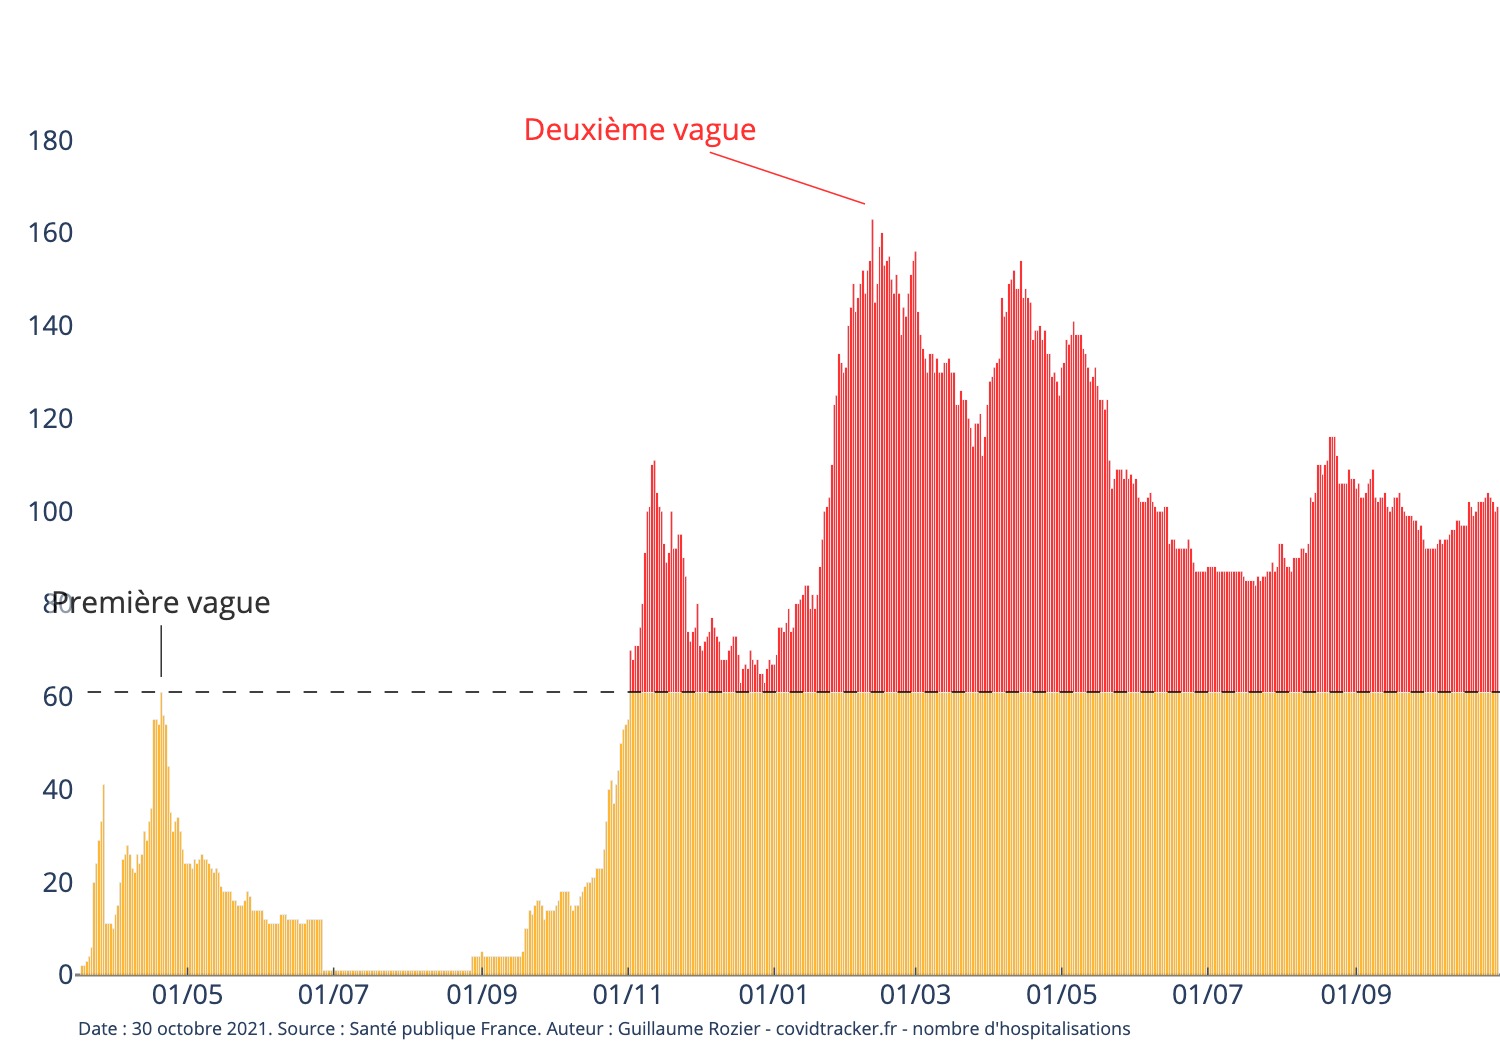 180
Deuxième vague
160
140
120
100
80
Première vague
60
40
20
0
01/05 01/07 01/09 01/11 01/01 01/03 01/05 01/07 01/09
Date : 30 octobre 2021. Source : Santé publique France. Auteur : Guillaume Rozier - covidtracker.fr - nombre d'hospitalisations